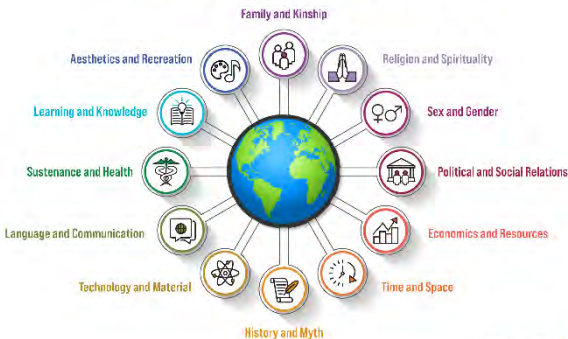 Family and Kinship
Aesthetics and Recreation
Religion and Spirituality
Learning and Knowledge
Sex and Gender
Sustenance and Health
Political and Social Relations
Language and Communication
Economics and Resources
Technology and Material
Time and Space
History and Myth